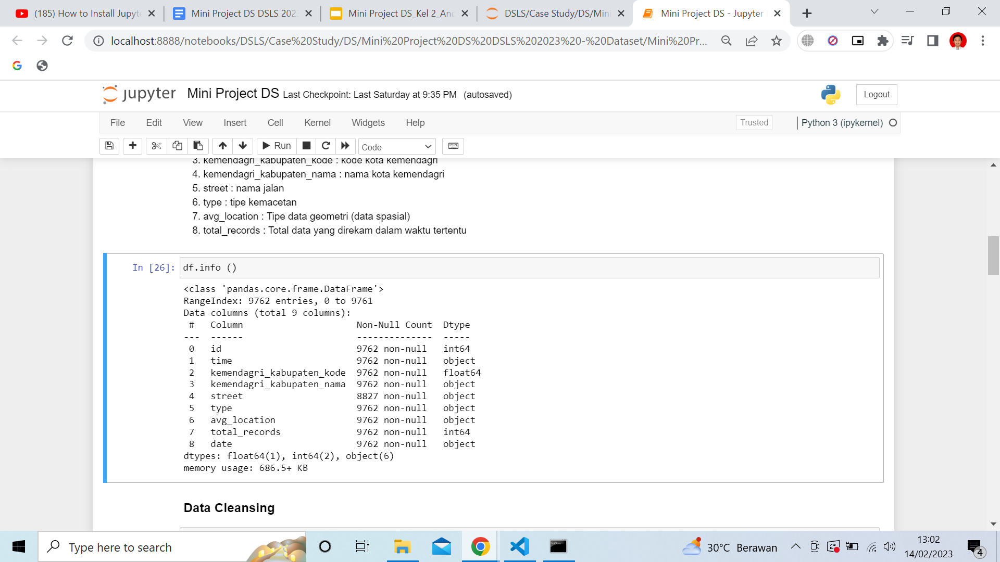 (185) How to Install Jupyte
Mini Project DS DSLS 202
Mini Project DS_Kel 2_And
DSLS/Case Study/DS/Mini
Mini Project DS - Jupyter
localhost:8888/notebooks/DSLS/Case%20Study/DS/Mini%20Project%20DS%20DSLS%202023%20-%20Dataset/Mini%20Pr...
jupyter Mini Project DS Last Checkpoint: Last Saturday at 9:35 PM (autosaved)
Logout
File Edit View Insert Cell Kernel Widgets Help
Trusted
Python 3 (ipykernel)
Run
Code
3. kemendagri_kabupaten_kode : kode kota kemendagri
4. kemendagri_kabupaten_nama : nama kota kemendagri
5. street : nama jalan
6. type : tipe kemacetan
7. avg_location : Tipe data geometri (data spasial)
8. total_records : Total data yang direkam dalam waktu tertentu
In [26]: df.info ()
<class 'pandas.core.frame.DataFrame'>
RangeIndex: 9762 entries, 0 to 9761
Data columns (total 9 columns):
# Column Non-Null Count Dtype
--- ------ -------------- -----
0 id 9762 non-null int64
1 time 9762 non-null object
2 kemendagri_kabupaten_kode 9762 non-null float64
3 kemendagri_kabupaten_nama 9762 non-null object
4 street 8827 non-null object
5 type 9762 non-null object
6 avg_location 9762 non-null object
7 total_records 9762 non-null int64
8 date 9762 non-null object
dtypes: float64(1), int64(2), object(6)
memory usage: 686.5+ KB
Data Cleansing
Type here to search
30°C Berawan
13:02
14/02/2023
4